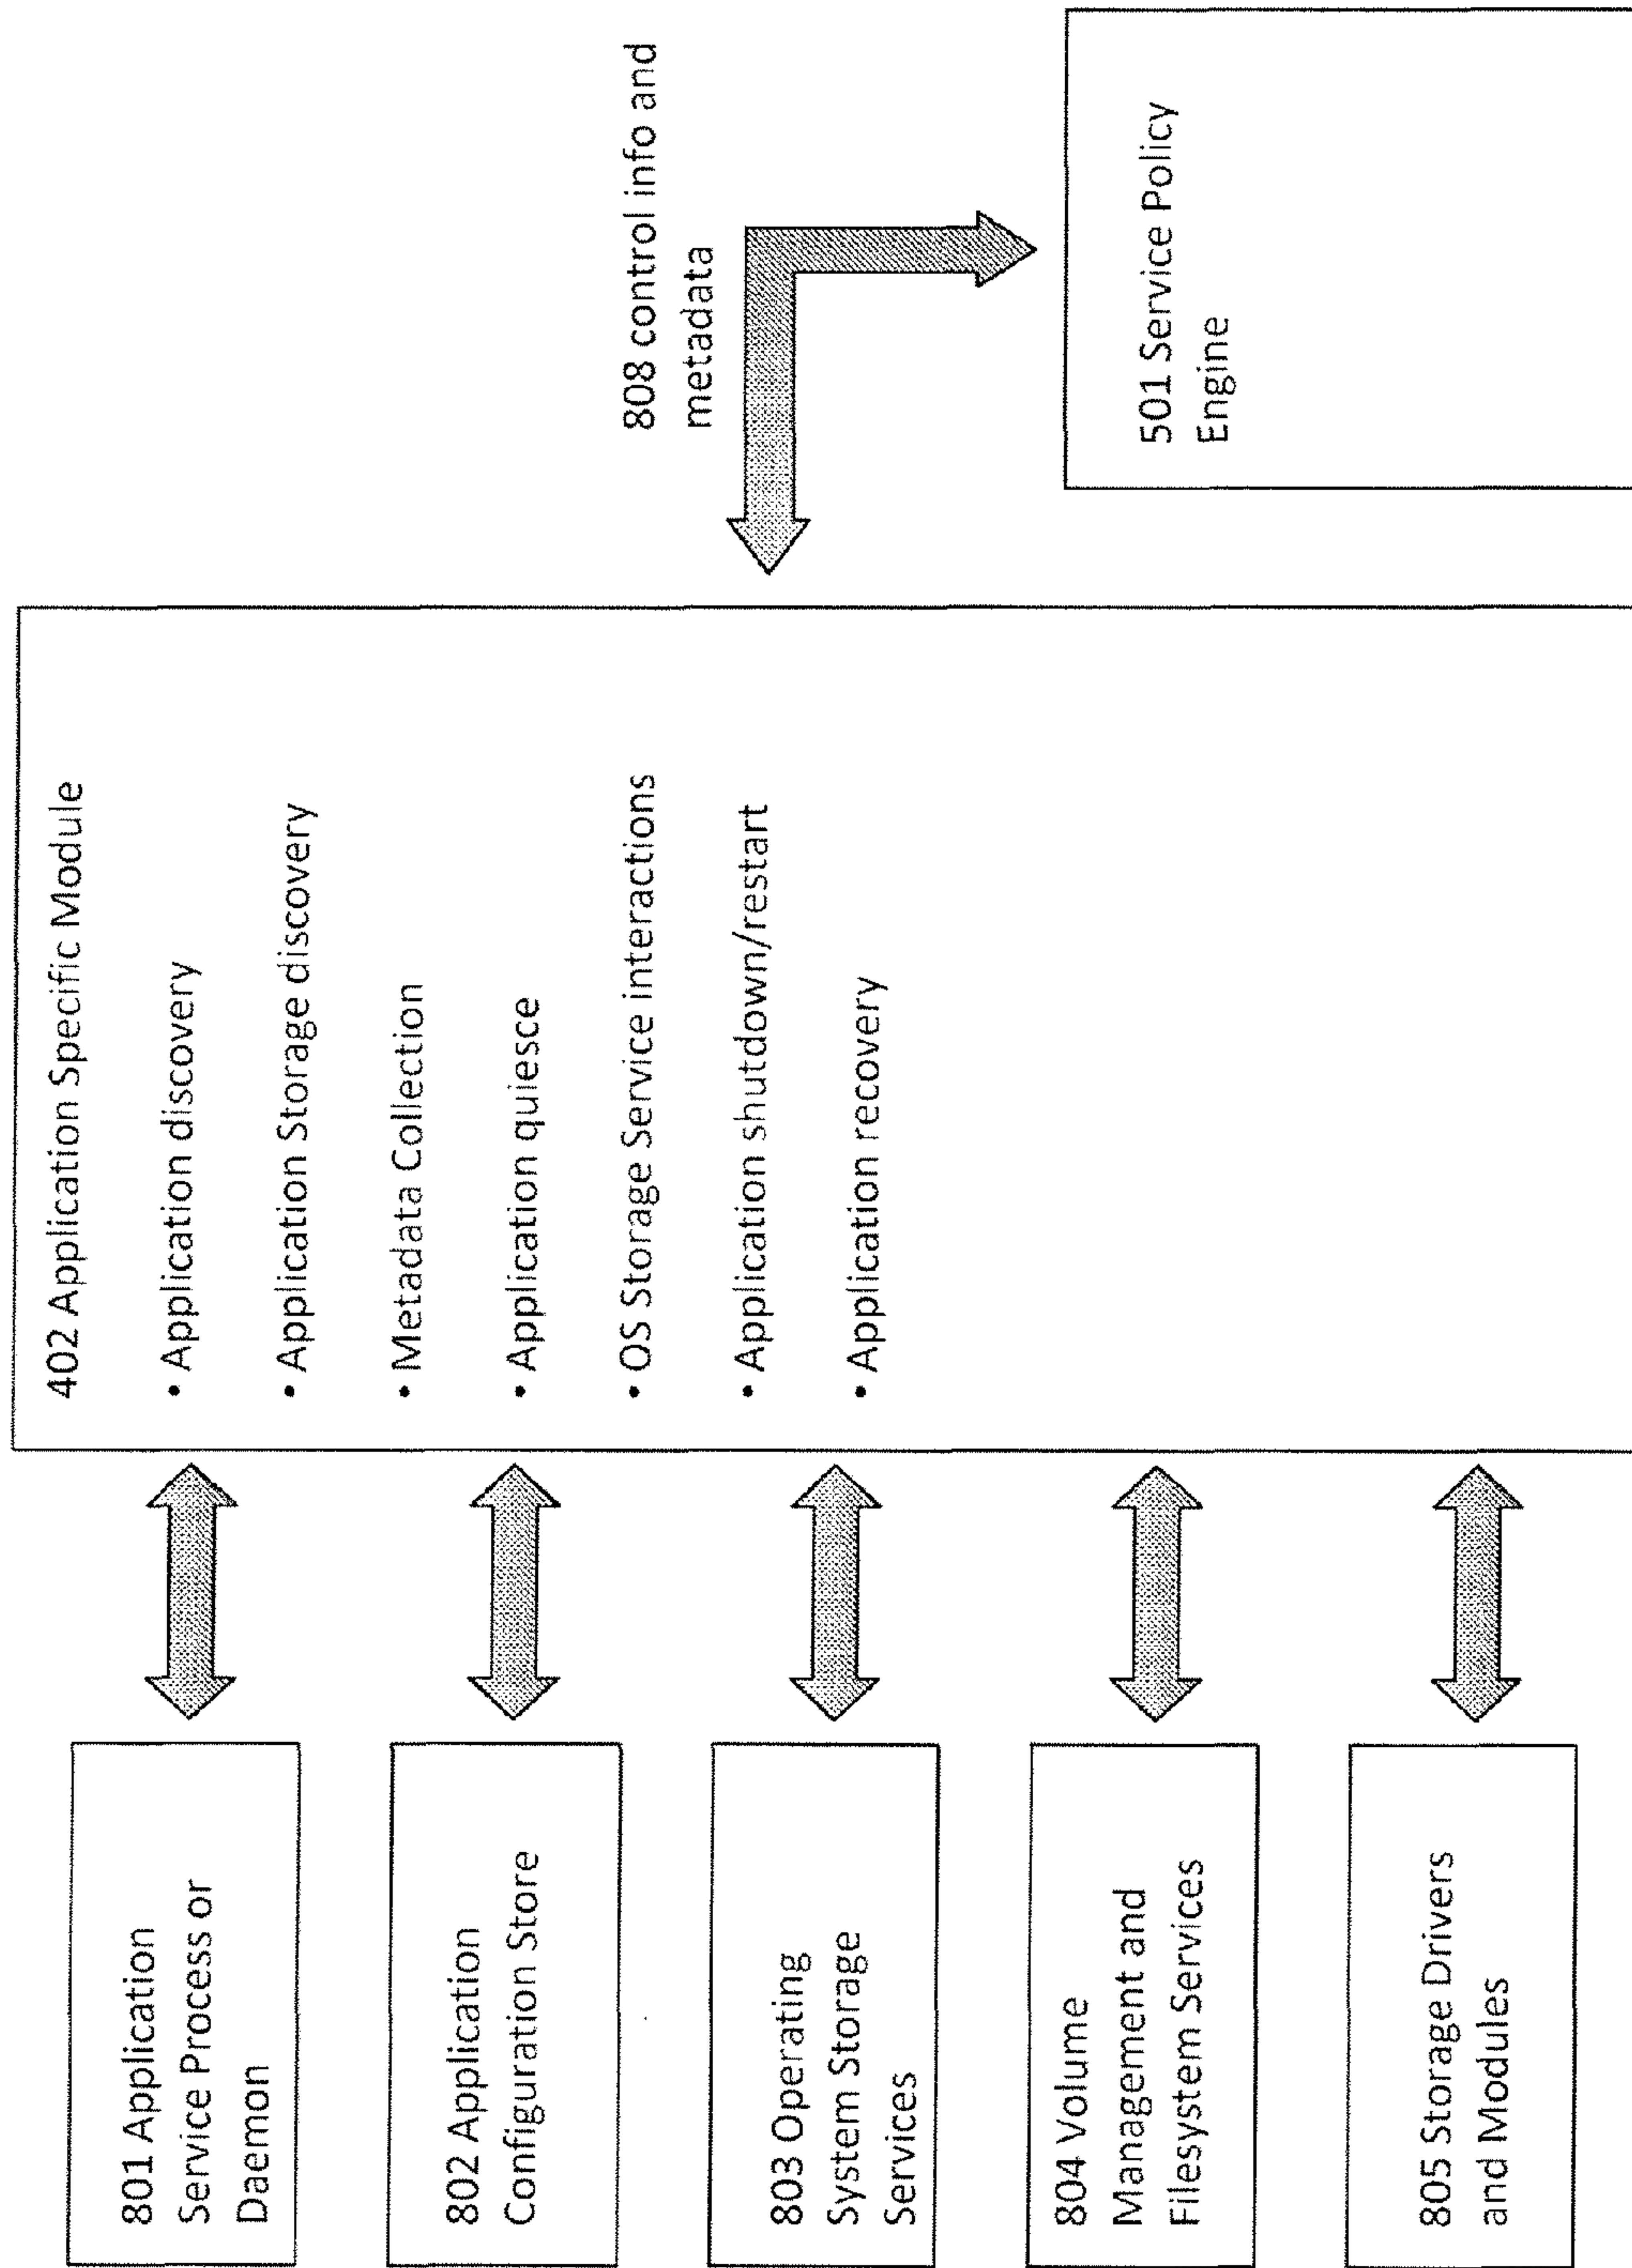 801 Application
Service Process or
Daemon
802 Application
Configuration Store
803 Operating
System Storage
Services
804 Volume
Management and
Filesystem Services
805 Storage Drivers
and Modules
402 Application Specific Module
• Application discovery
• Application Storage discovery
• Metadata Collection
• Application quiesce
• OS Storage Service interactions
• Application shutdown/restart
• Application recovery
808 control info and
metadata
501 Service Policy
Engine